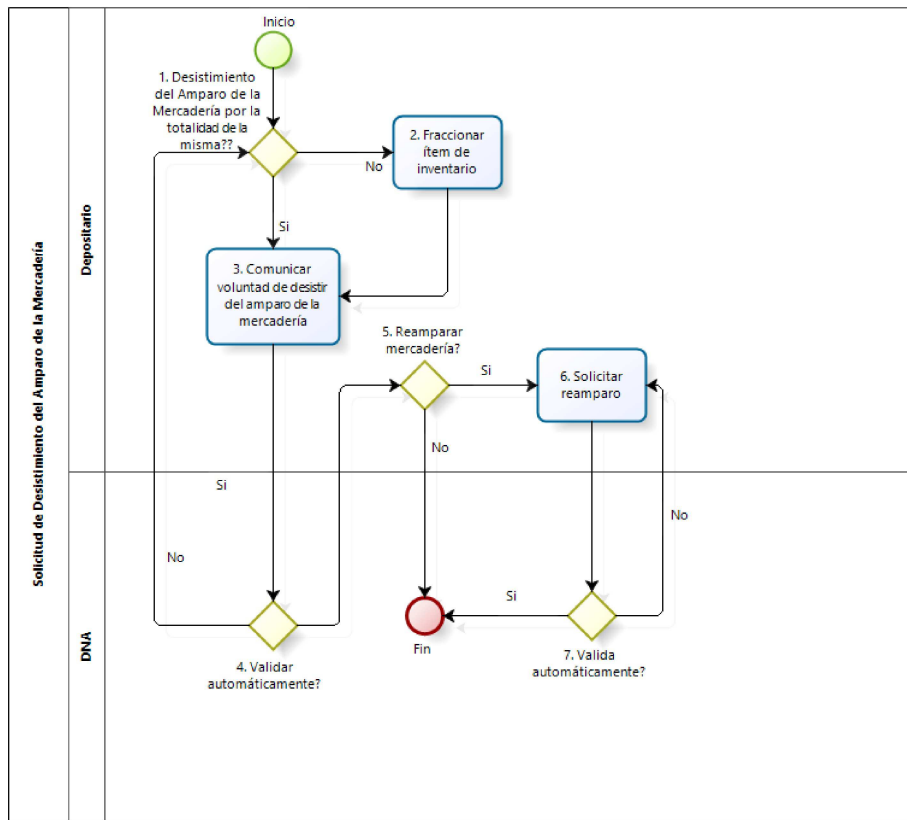 Solicitud de Desistimiento del Amparo de la Mercadería
Depositario
Inicio
1. Desistimiento
del Amparo de la
Mercadería por la
totalidad de la
misma??
No
2. Fraccionar
ítem de
inventario
Si
3. Comunicar
voluntad de desistir
del amparo de la
mercadería
5. Reamparar
mercadería?
Si
6. Solicitar
reamparo
No
DNA
Si
No
No
Si
4. Validar
automáticamente?
Fin
7. Valida
automáticamente?